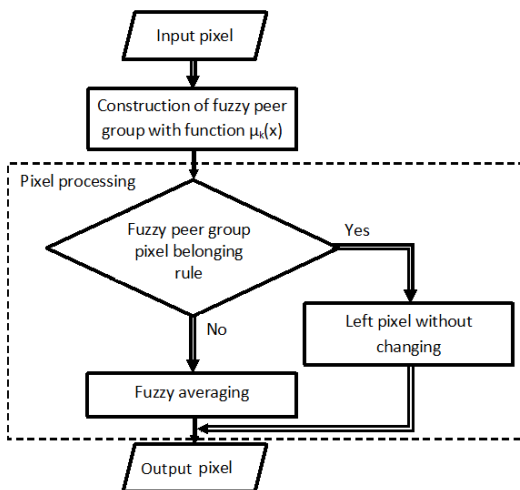 Input pixel
Construction of fuzzy peer
group with function μₖ(x)
Pixel processing
Fuzzy peer group
pixel belonging
rule
Yes
No
Left pixel without
changing
Fuzzy averaging
Output pixel